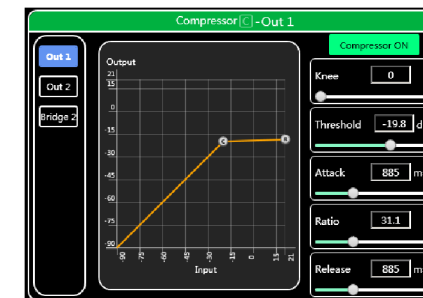 Compressor C -Out 1
Out 1
Out 2
Bridge 2
Output
21
15
0
-15
-30
-45
-60
-75
-90
C
R
-90 -75 -60 -45 -30 -15 0 15 21
Input
Compressor ON
Knee 0
Threshold -19.8 d
Attack 885 m
Ratio 31.1
Release 885 m